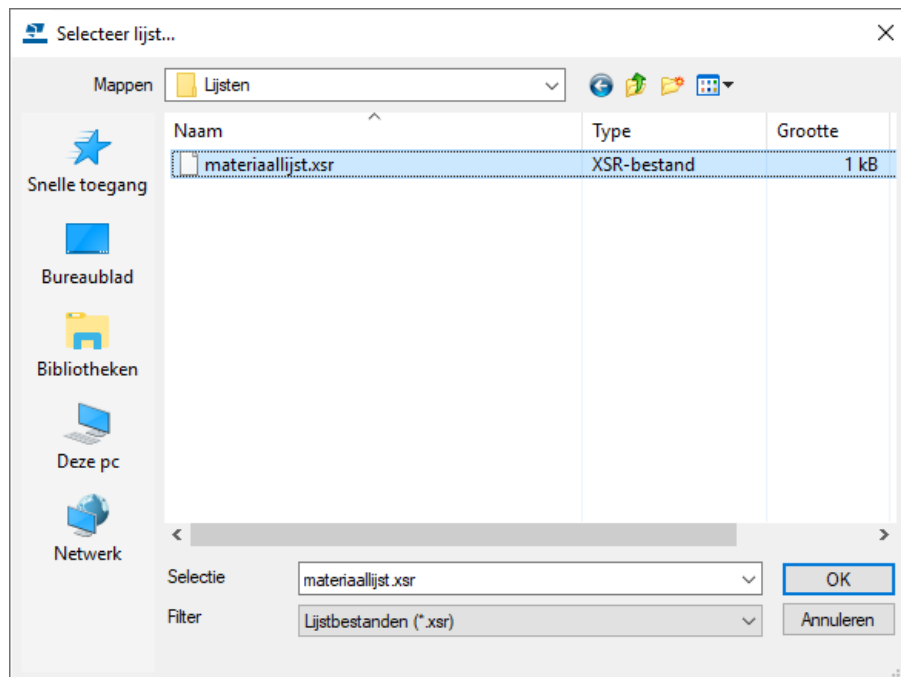 Selecteer lijst...
Mappen
Lijsten
Naam Type Grootte
materiaallijst.xsr XSR-bestand 1 kB
Snelle toegang
Bureaublad
Bibliotheken
Deze pc
Netwerk
Selectie materiaallijst.xsr OK
Filter Lijstbestanden (*.xsr) Annuleren